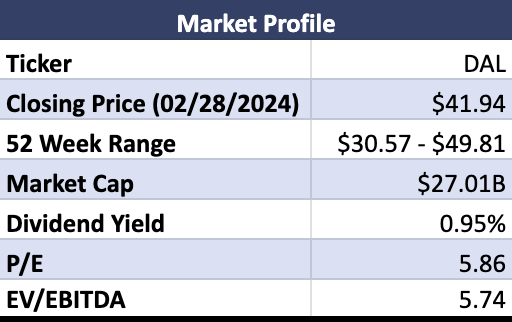 Market Profile
Ticker DAL
Closing Price (02/28/2024) $41.94
52 Week Range $30.57 - $49.81
Market Cap $27.01B
Dividend Yield 0.95%
P/E 5.86
EV/EBITDA 5.74